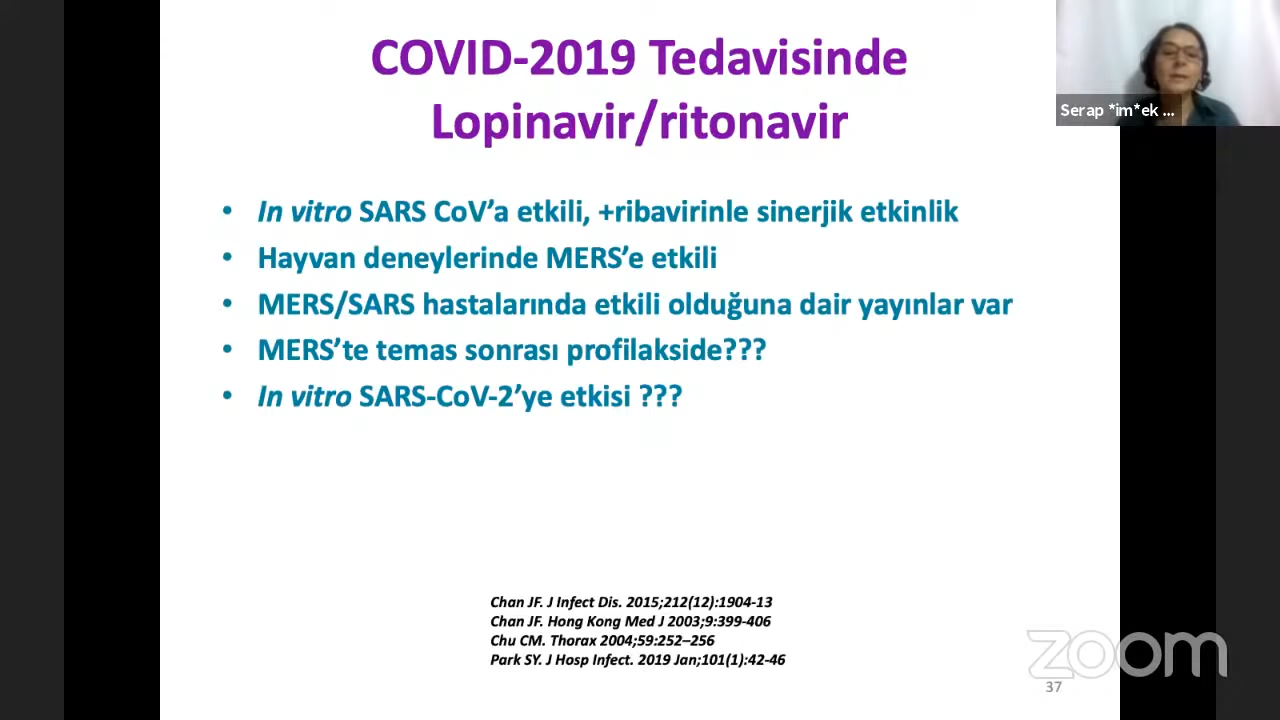 COVID-2019 Tedavisinde
Lopinavir/ritonavir
Serap *im*ek ...
• In vitro SARS CoV’a etkili, +ribavirinle sinerjik etkinlik
• Hayvan deneylerinde MERS’e etkili
• MERS/SARS hastalarında etkili olduğuna dair yayınlar var
• MERS’te temas sonrası profilakside???
• In vitro SARS-CoV-2’ye etkisi ???
Chan JF. J Infect Dis. 2015;212(12):1904-13
Chan JF. Hong Kong Med J 2003;9:399-406
Chu CM. Thorax 2004;59:252–256
Park SY. J Hosp Infect. 2019 Jan;101(1):42-46
zoom
37